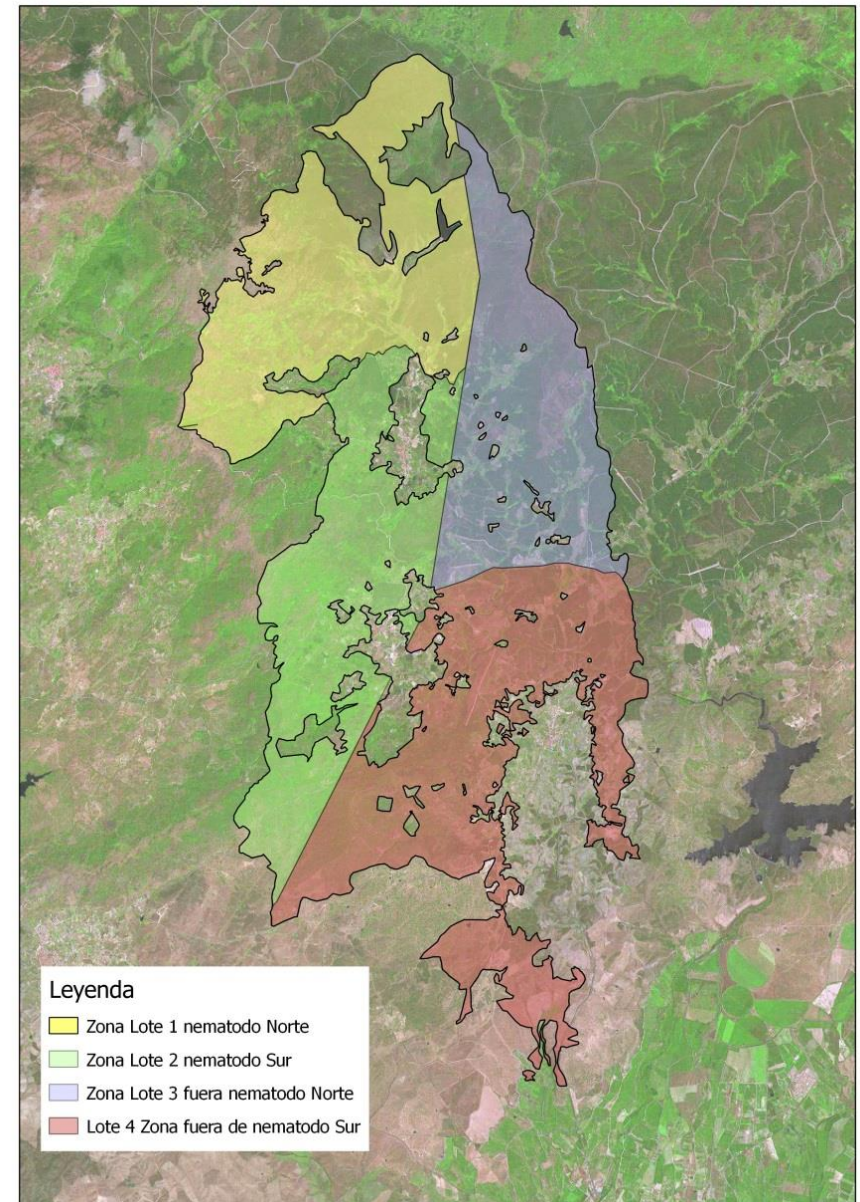 Leyenda
Zona Lote 1 nematodo Norte
Zona Lote 2 nematodo Sur
Zona Lote 3 fuera nematodo Norte
Lote 4 Zona fuera de nematodo Sur